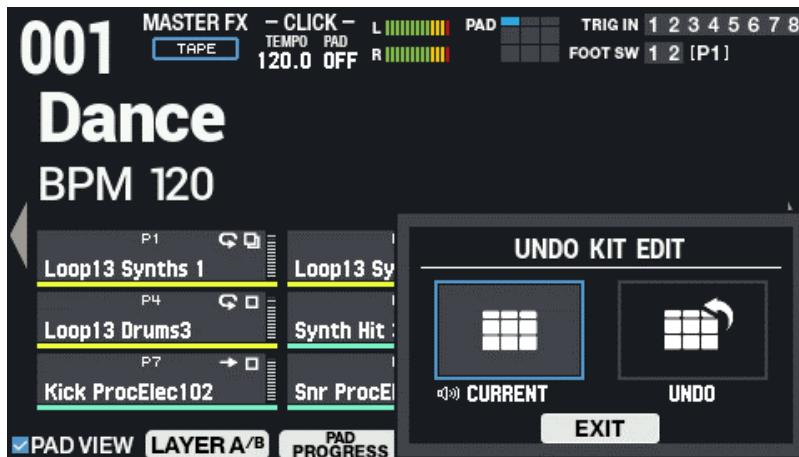 001
MASTER FX
TAPE
– CLICK –
TEMPO PAD
120.0 OFF
L
R
PAD
TRIG IN 1 2 3 4 5 6 7 8
FOOT SW 1 2 [P1]
Dance
BPM 120
P1
Loop13 Synths 1
Loop13 Sy
P4
Loop13 Drums3
Synth Hit
P7
Kick ProcElec102
Snr ProcEl
UNDO KIT EDIT
CURRENT
UNDO
EXIT
PAD VIEW
LAYER A/B
PAD
PROGRESS